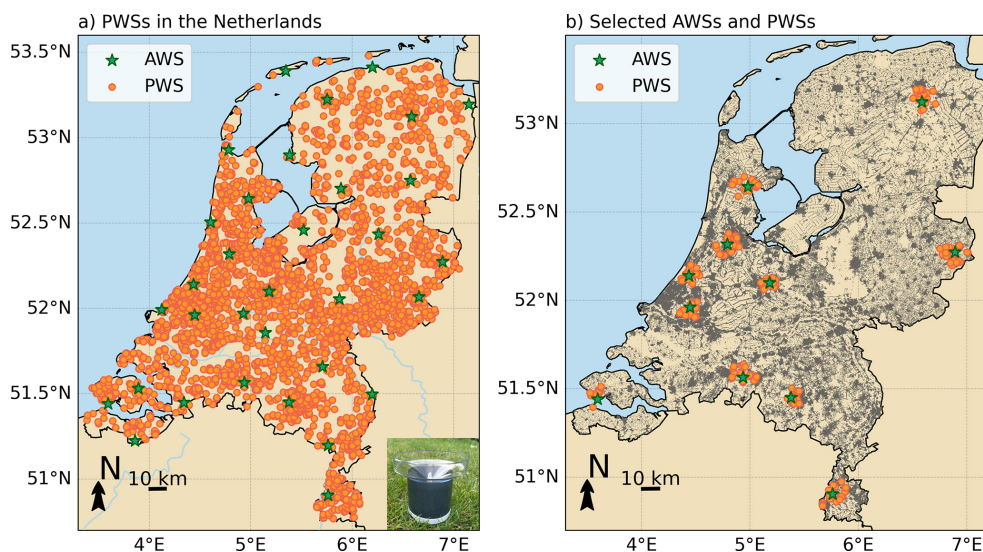 a) PWSs in the Netherlands
AWS
PWS
53.5°N
53°N
52.5°N
52°N
51.5°N
51°N
N
10 km
4°E
5°E
6°E
7°E
b) Selected AWSs and PWSs
AWS
PWS
53°N
52.5°N
52°N
51.5°N
51°N
N
10 km
4°E
5°E
6°E
7°E